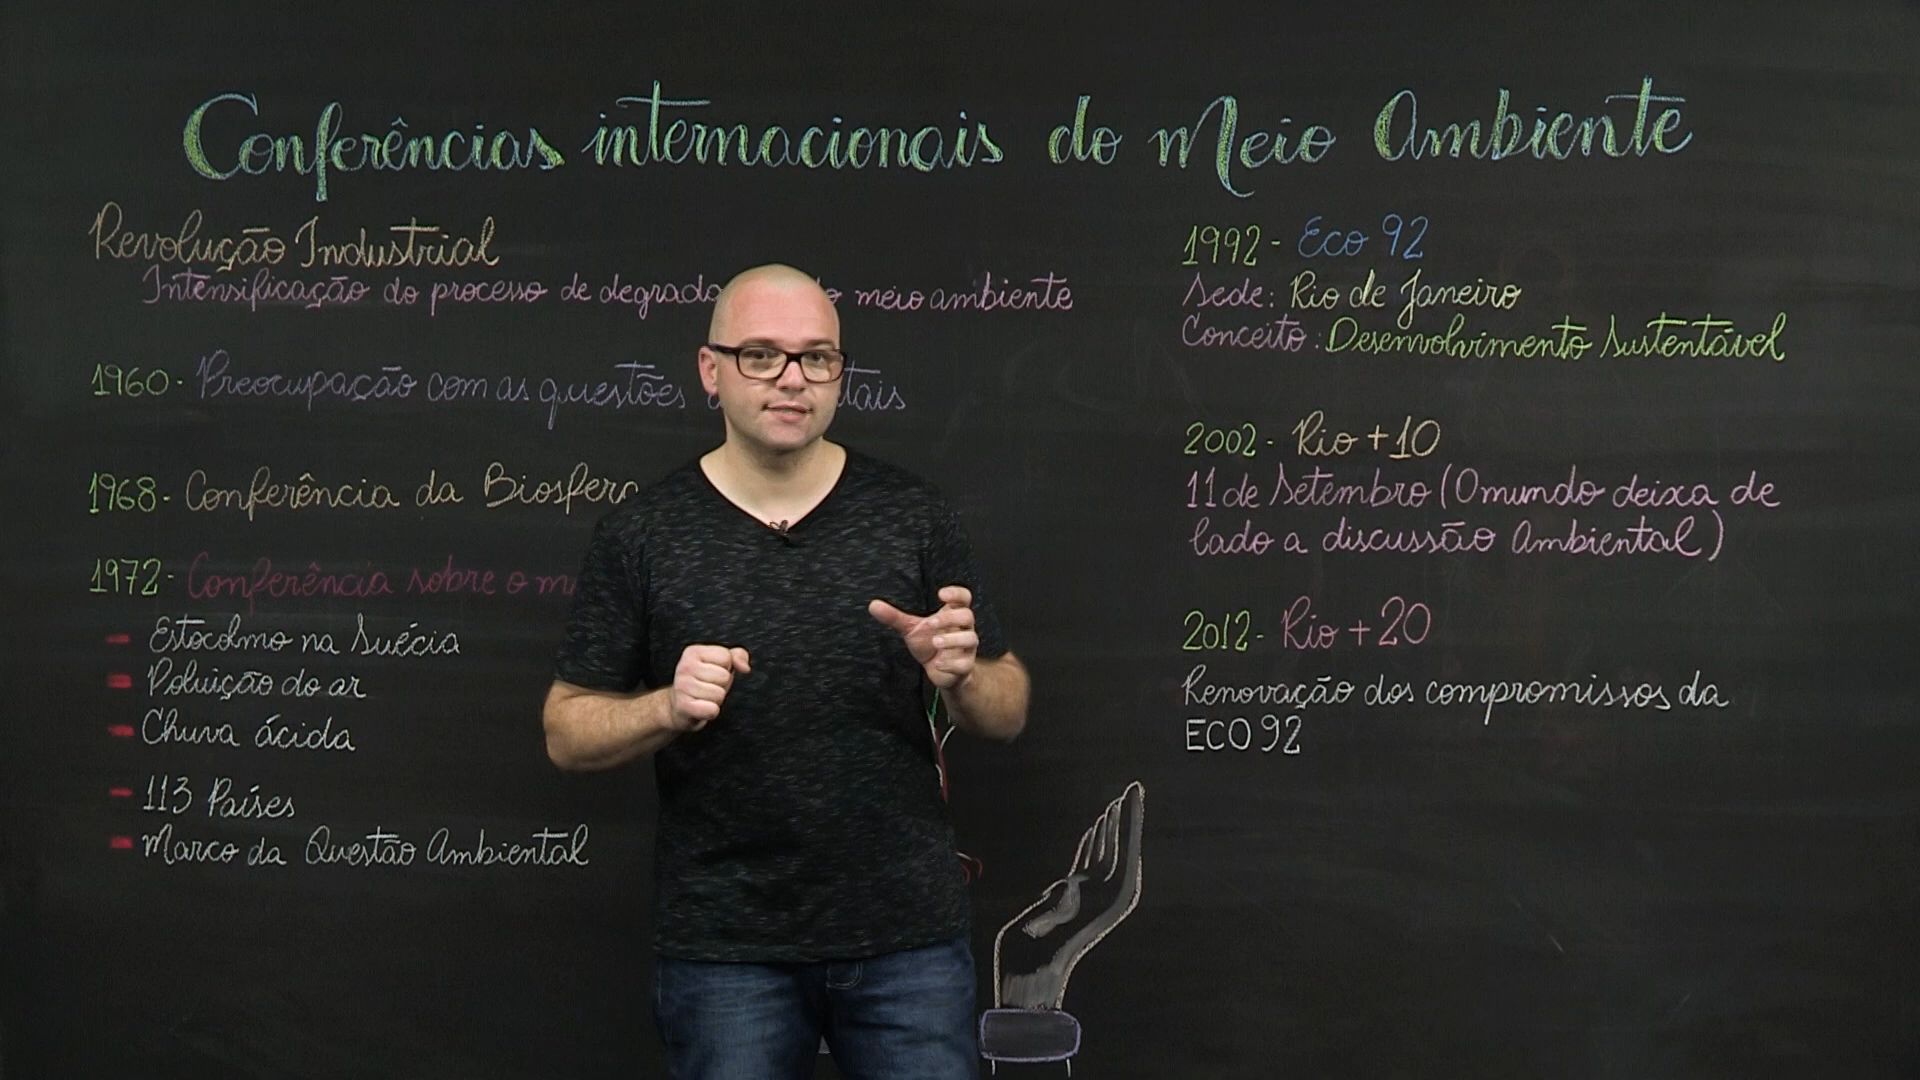 Conferências internacionais do Meio Ambiente
Revolução Industrial
Intensificação do processo de degrada o meio ambiente
1960 - Preocupação com as questões tais
1968 - Conferência da Biosfera
1972 - Conferência sobre o m
- Estocolmo na Suécia
- Poluição do ar
- Chuva ácida
- 113 Países
- Marco da Questão Ambiental
1992 - Eco 92
Sede: Rio de Janeiro
Conceito: Desenvolvimento Sustentável
2002 - Rio +10
11 de Setembro (O mundo deixa de
lado a discussão Ambiental)
2012 - Rio +20
Renovação dos compromissos da
ECO 92